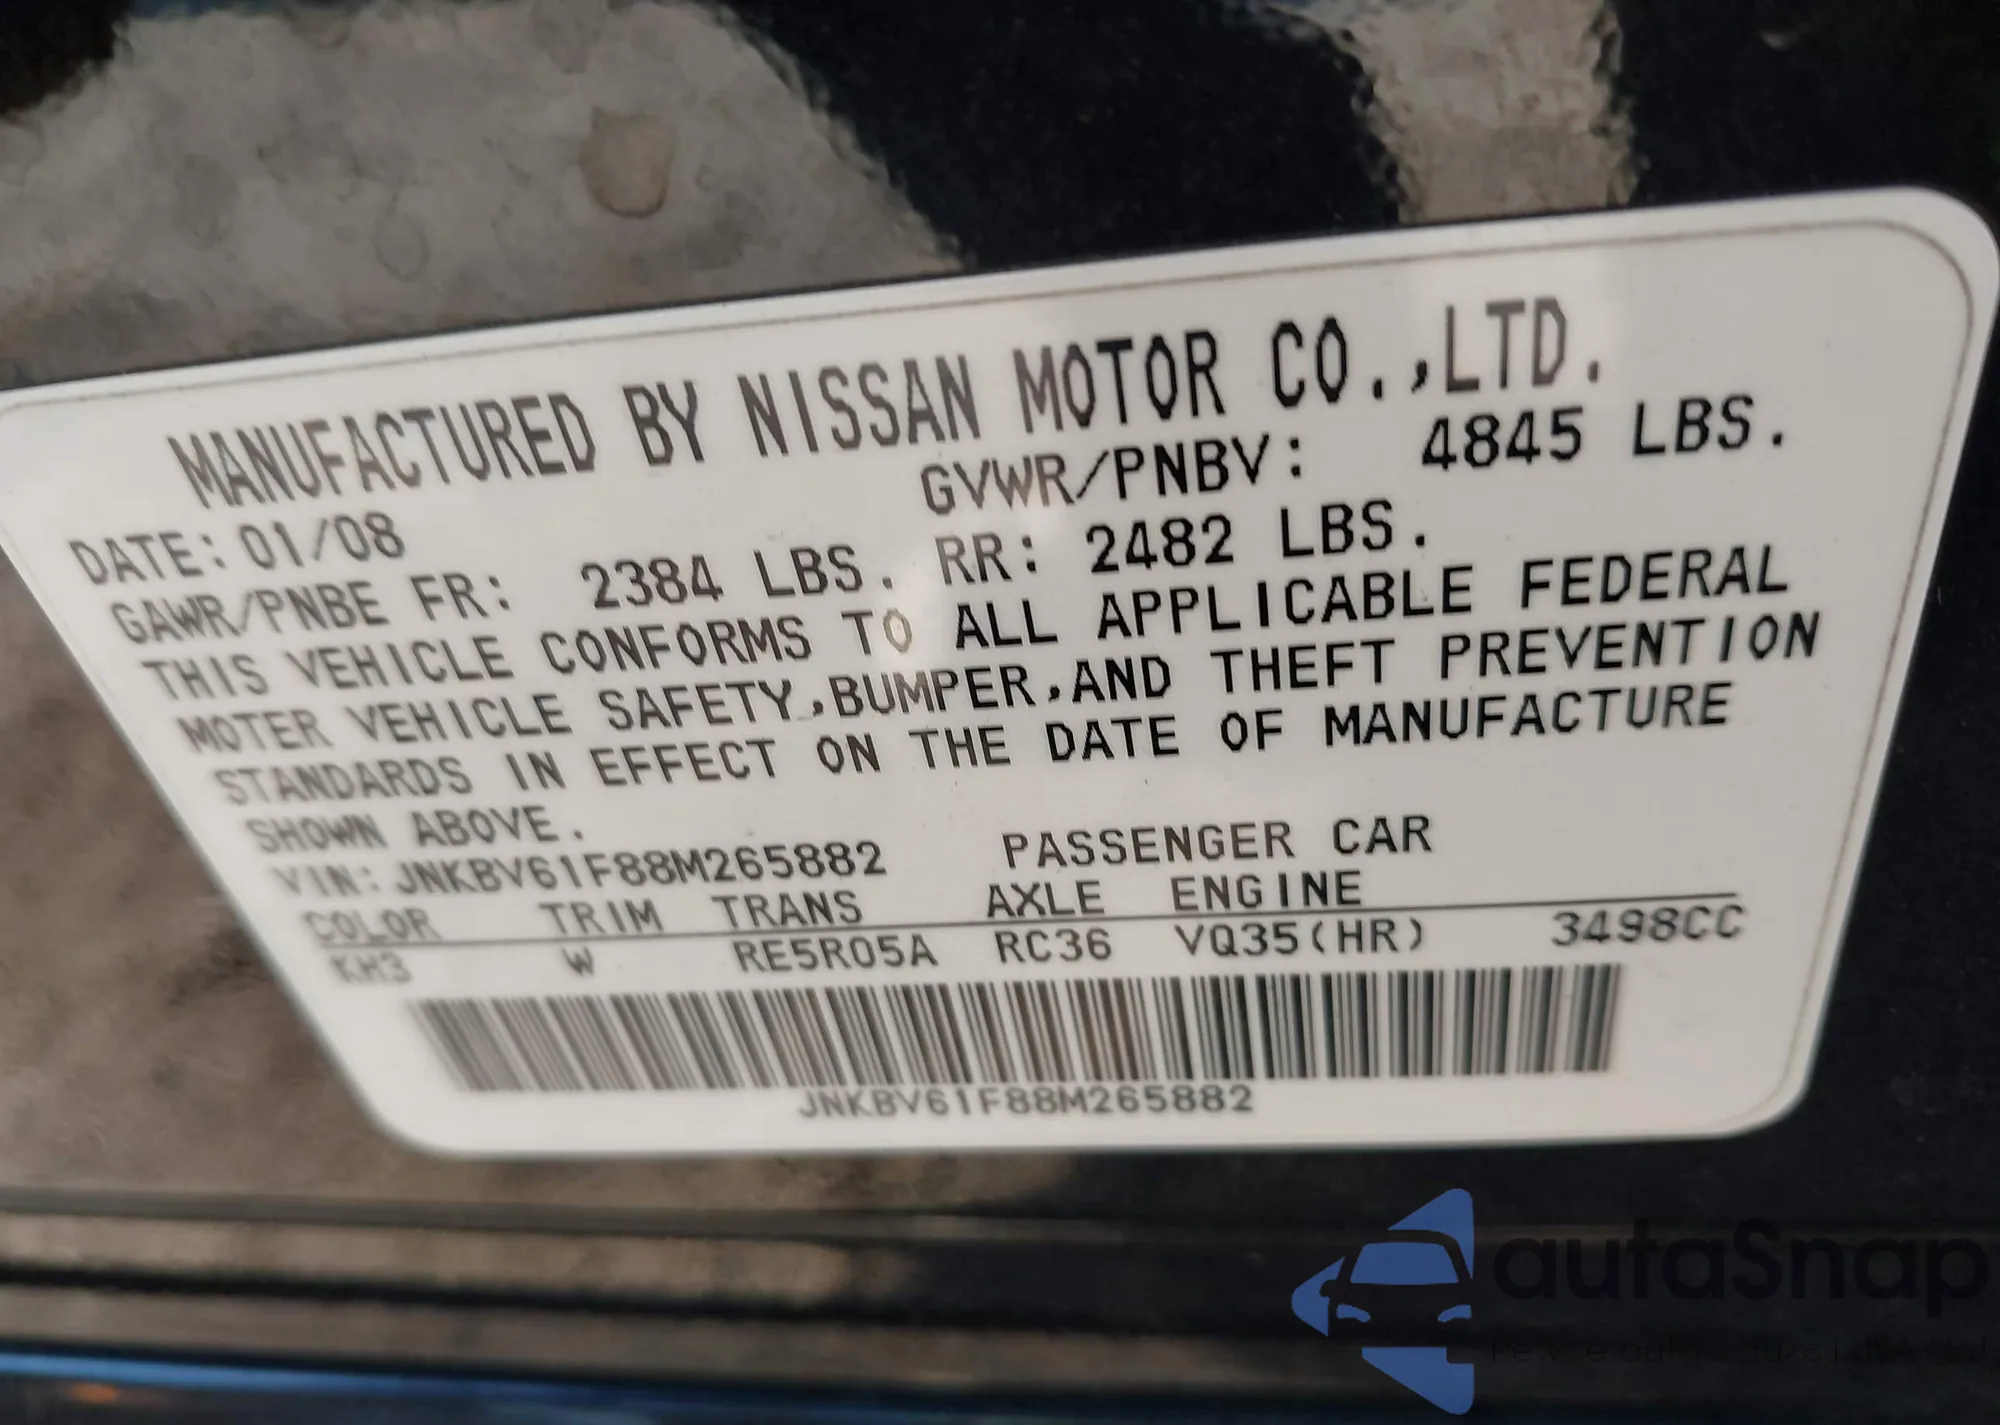 MANUFACTURED BY NISSAN MOTOR CO.,LTD.
DATE: 01/08 GVWR/PNBV: 4845 LBS.
GAWR/PNBE FR: 2384 LBS. RR: 2482 LBS.
THIS VEHICLE CONFORMS TO ALL APPLICABLE FEDERAL
MOTER VEHICLE SAFETY,BUMPER,AND THEFT PREVENTION
STANDARDS IN EFFECT ON THE DATE OF MANUFACTURE
SHOWN ABOVE.
VIN: JNKBV61F88M265882 PASSENGER CAR
COLOR TRIM TRANS AXLE ENGINE
KH3 W RE5R05A RC36 VQ35(HR) 3498CC
JNKBV61F88M265882
autaSnap